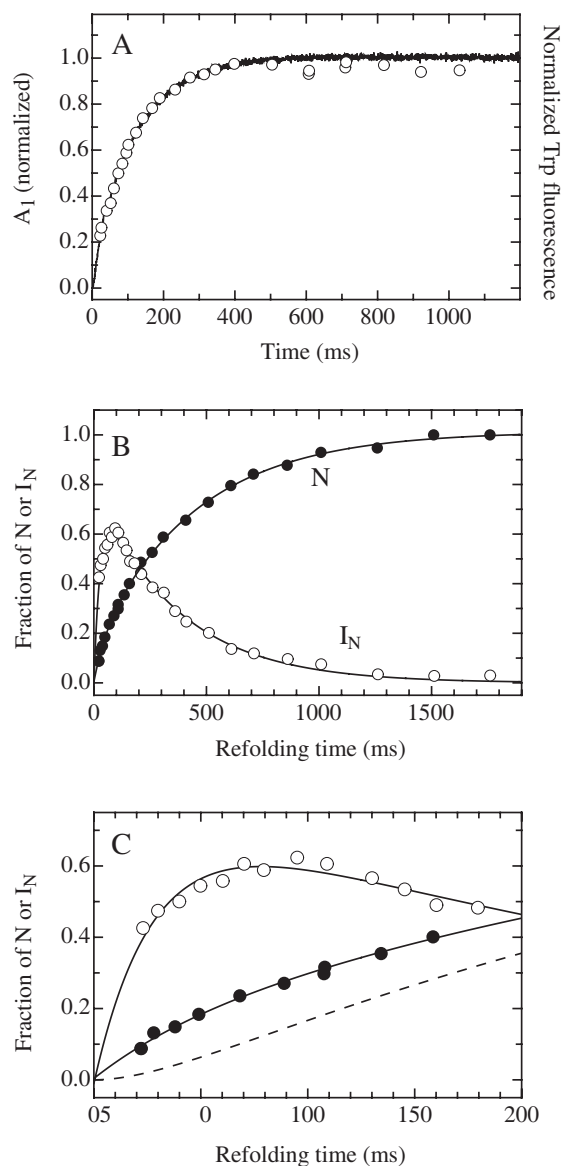 A
1.0
0.8
0.6
0.4
0.2
0.0
A1 (normalized)
Normalized Trp fluorescence
0 200 400 600 800 1000
Time (ms)
B
1.0
0.8
0.6
0.4
0.2
0.0
Fraction of N or IN
N
IN
0 500 1000 1500
Refolding time (ms)
C
0.6
0.4
0.2
0.0
Fraction of N or IN
05 0 100 160 200
Refolding time (ms)